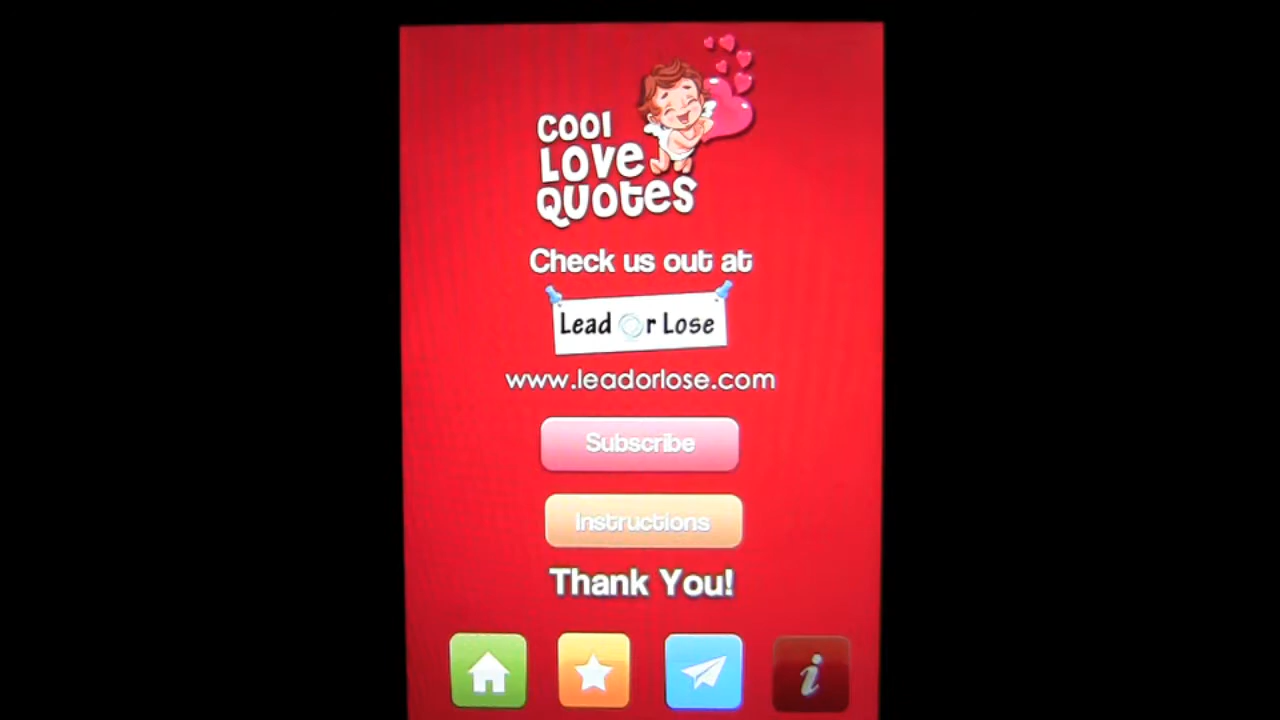 COOL
LOVE
QUOTES
Check us out at
Lead Or Lose
www.leadorlose.com
Subscribe
Instructions
Thank You!
i